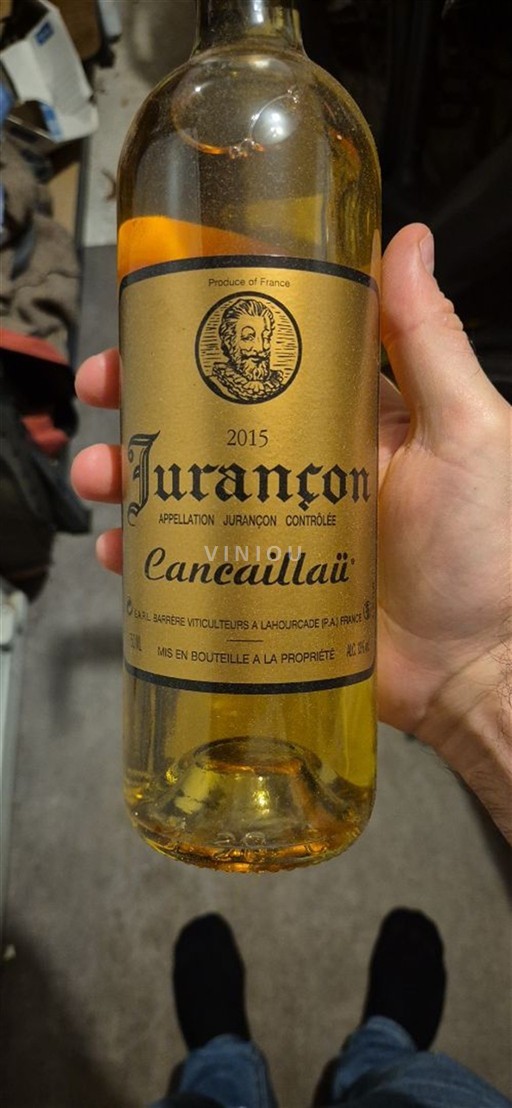 Produce of France
2015
Jurançon
APPELLATION JURANÇON CONTRÔLÉE
VINIOU
Cancaillaü
E.A.R.L. BARRÈRE VITICULTEURS A LAHOURCADE (P.A.) FRANCE
MIS EN BOUTEILLE A LA PROPRIÉTÉ